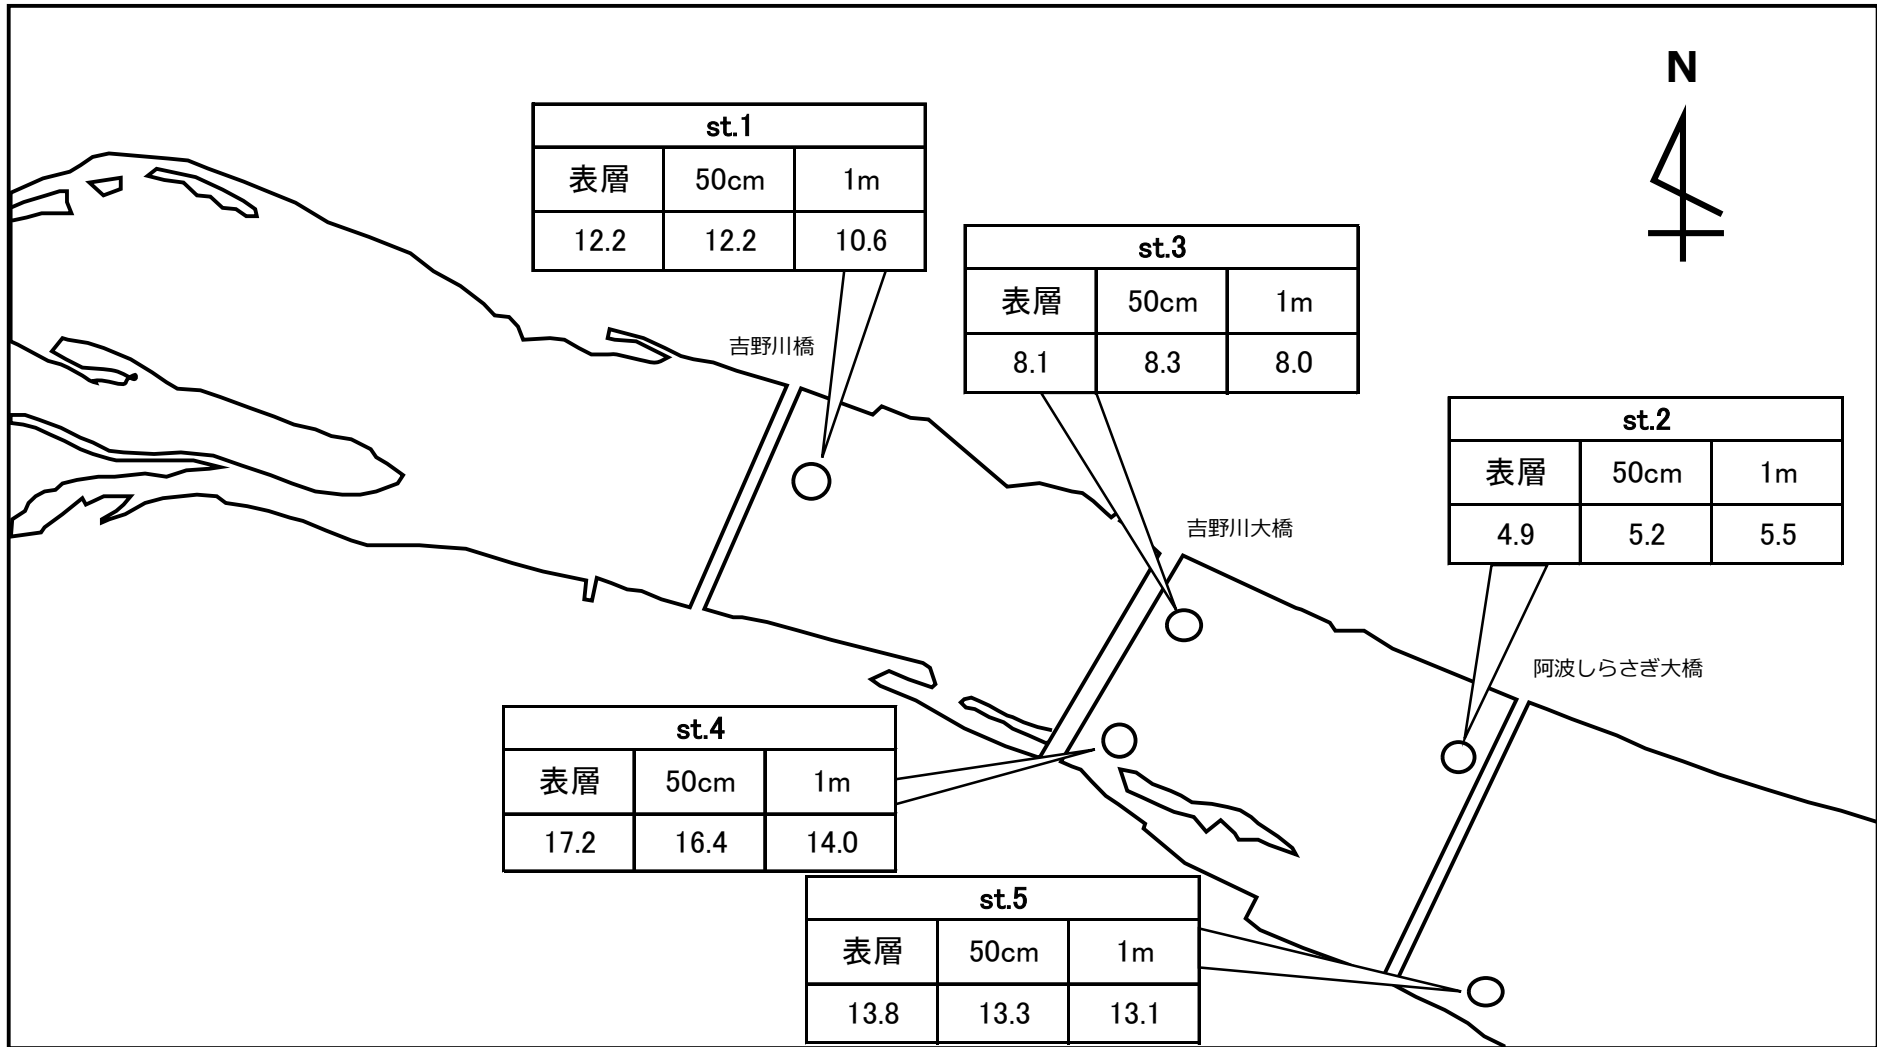 N
st.1
表層 50cm 1m
12.2 12.2 10.6
st.3
表層 50cm 1m
8.1 8.3 8.0
吉野川橋
st.2
表層 50cm 1m
4.9 5.2 5.5
吉野川大橋
阿波しらさぎ大橋
st.4
表層 50cm 1m
17.2 16.4 14.0
st.5
表層 50cm 1m
13.8 13.3 13.1